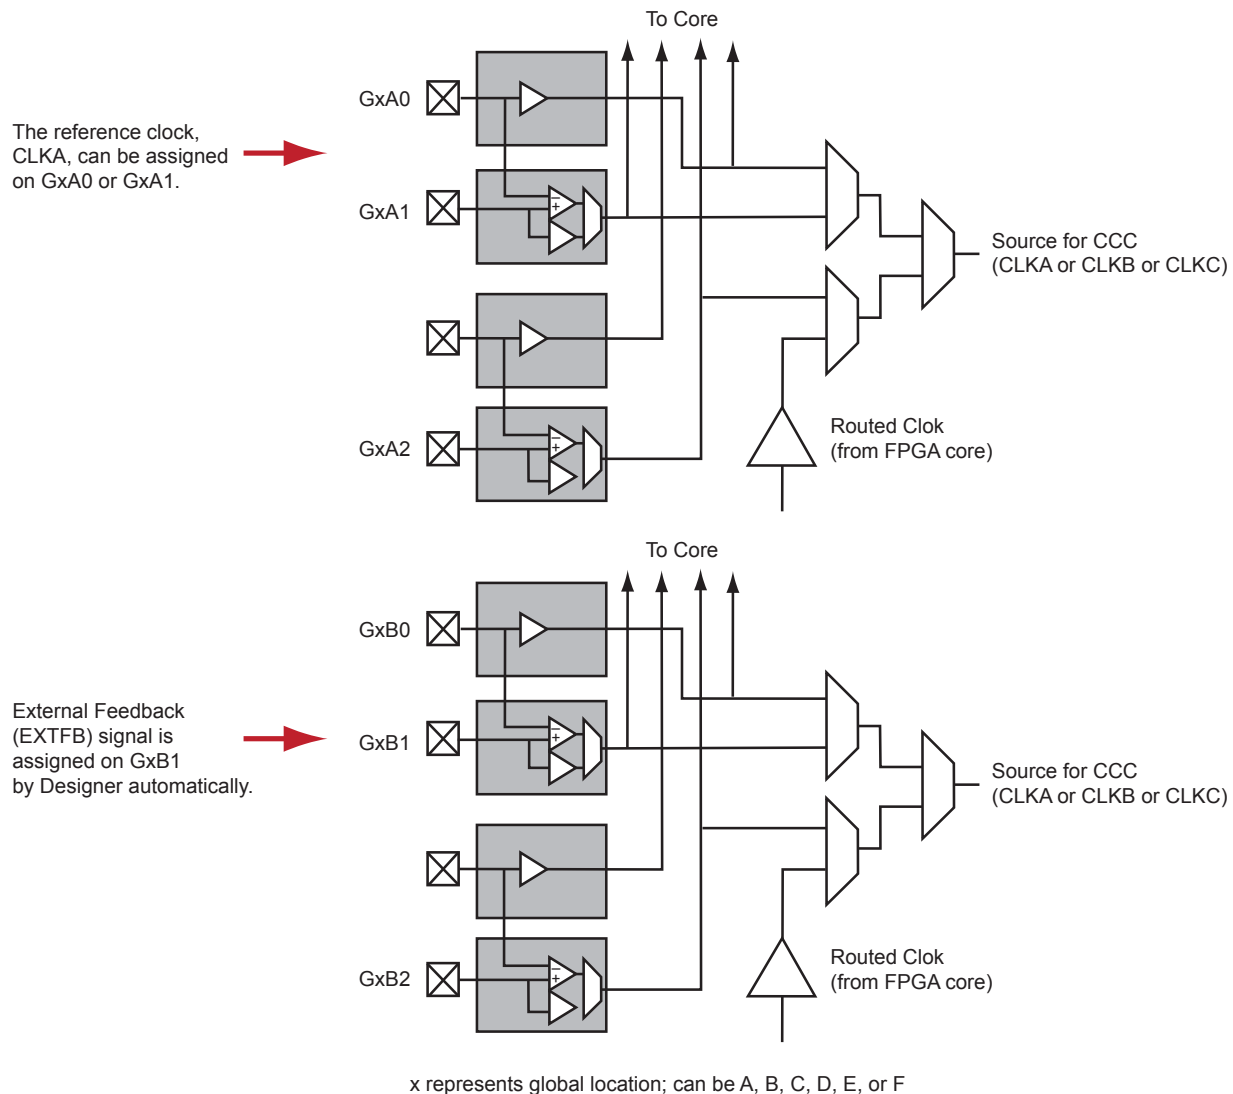 To Core
GxA0
The reference clock,
CLKA, can be assigned
on GxA0 or GxA1.
GxA1
Source for CCC
(CLKA or CLKB or CLKC)
GxA2
Routed Clok
(from FPGA core)
To Core
GxB0
External Feedback
(EXTFB) signal is
assigned on GxB1
by Designer automatically.
GxB1
Source for CCC
(CLKA or CLKB or CLKC)
GxB2
Routed Clok
(from FPGA core)
x represents global location; can be A, B, C, D, E, or F